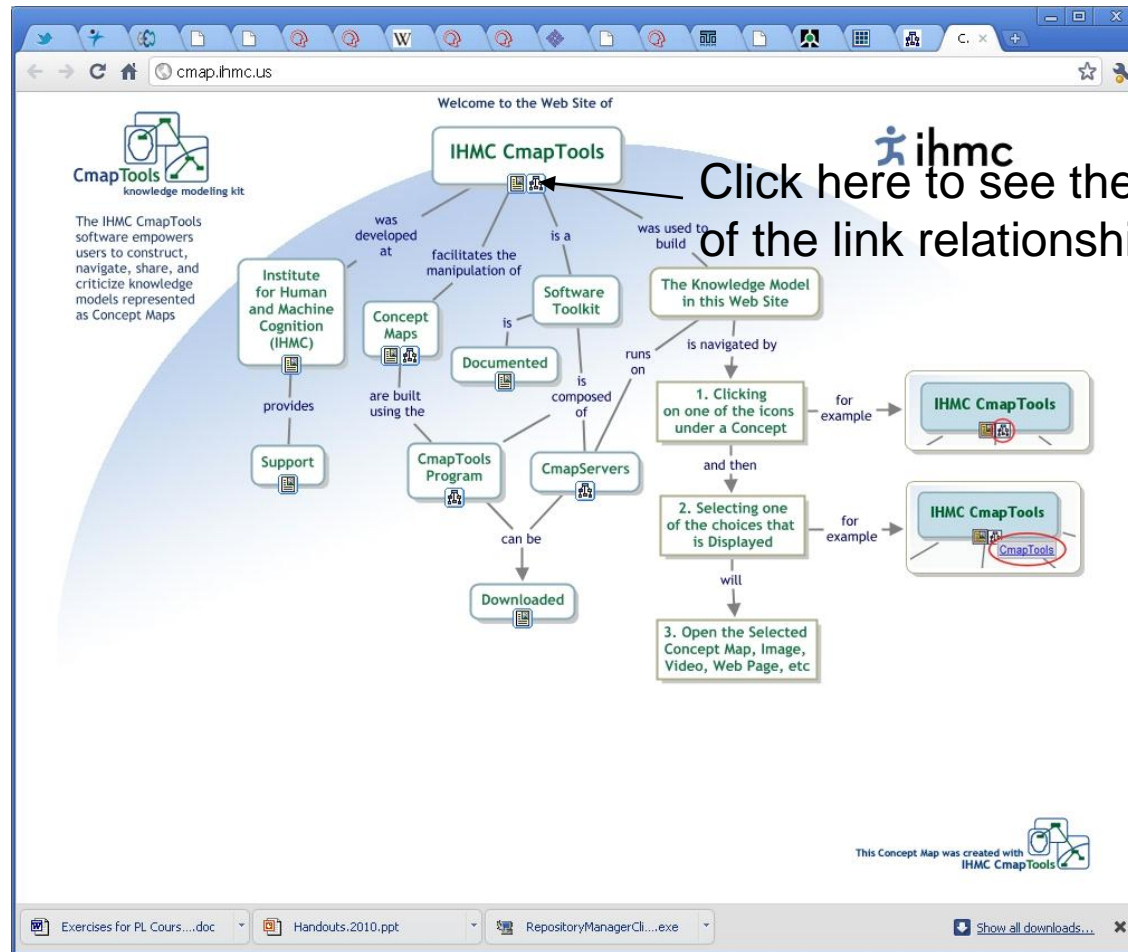 C.
cmap.ihmc.us
Welcome to the Web Site of
IHMC CmapTools
CmapTools
knowledge modeling kit
ihmc
Click here to see the
of the link relationshi
The IHMC CmapTools
software empowers
users to construct,
navigate, share, and
criticize knowledge
models represented
as Concept Maps
was
developed
at
facilitates the
manipulation of
is a
was used to
build
Institute
for Human
and Machine
Cognition
(IHMC)
Concept
Maps
Software
Toolkit
The Knowledge Model
in this Web Site
is
Documented
runs
on
is navigated by
provides
are built
using the
is
composed
of
1. Clicking
on one of the icons
under a Concept
for
example
IHMC CmapTools
Support
CmapTools
Program
CmapServers
and then
2. Selecting one
of the choices that
is Displayed
for
example
IHMC CmapTools
CmapTools
can be
will
Downloaded
3. Open the Selected
Concept Map, Image,
Video, Web Page, etc
This Concept Map was created with
IHMC CmapTools
Exercises for PL Cours....doc
Handouts.2010.ppt
RepositoryManagerCli....exe
Show all downloads...